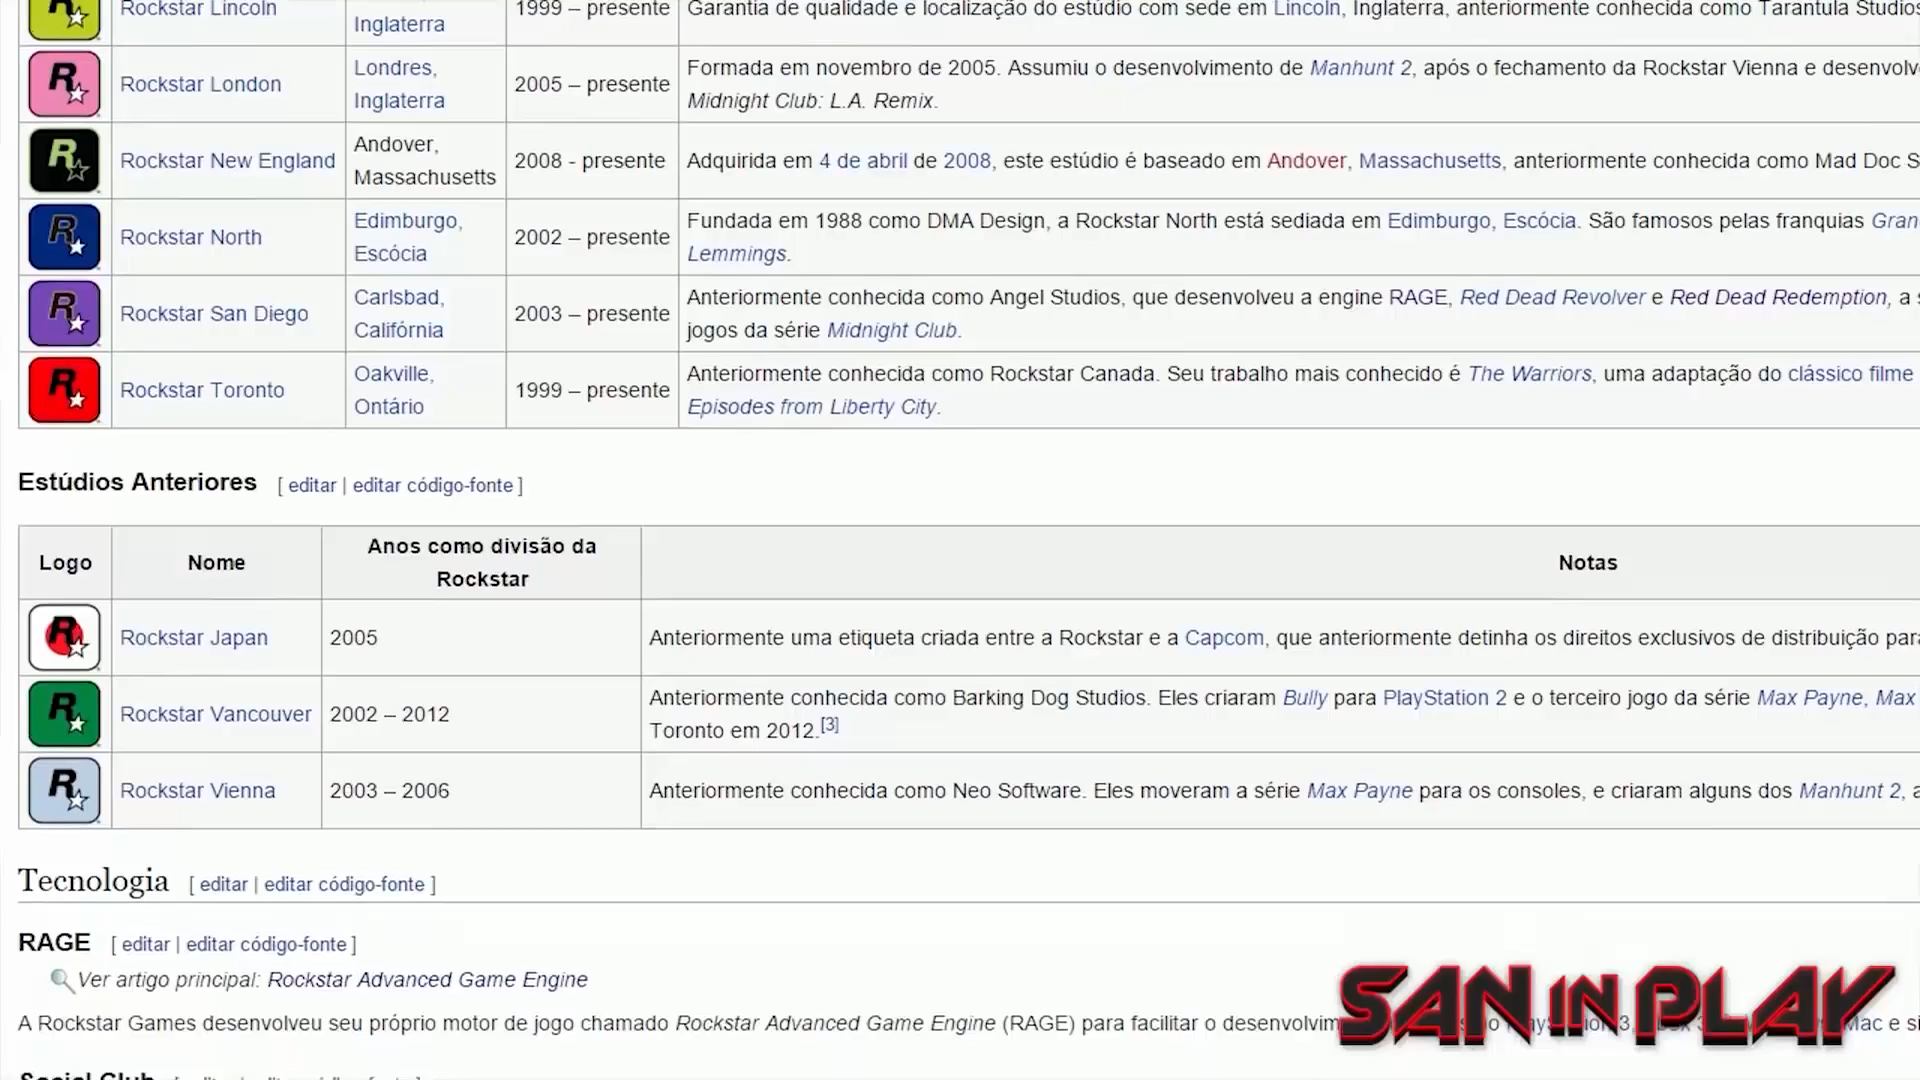 Rockstar Lincoln
Inglaterra
1999 – presente
Garantia de qualidade e localização do estúdio com sede em Lincoln, Inglaterra, anteriormente conhecida como Tarantula Studios
Rockstar London
Londres,
Inglaterra
2005 – presente
Formada em novembro de 2005. Assumiu o desenvolvimento de Manhunt 2, após o fechamento da Rockstar Vienna e desenvolv
Midnight Club: L.A. Remix.
Rockstar New England
Andover,
Massachusetts
2008 - presente
Adquirida em 4 de abril de 2008, este estúdio é baseado em Andover, Massachusetts, anteriormente conhecida como Mad Doc S
Rockstar North
Edimburgo,
Escócia
2002 – presente
Fundada em 1988 como DMA Design, a Rockstar North está sediada em Edimburgo, Escócia. São famosos pelas franquias Gran
Lemmings.
Rockstar San Diego
Carlsbad,
Califórnia
2003 – presente
Anteriormente conhecida como Angel Studios, que desenvolveu a engine RAGE, Red Dead Revolver e Red Dead Redemption, a s
jogos da série Midnight Club.
Rockstar Toronto
Oakville,
Ontário
1999 – presente
Anteriormente conhecida como Rockstar Canada. Seu trabalho mais conhecido é The Warriors, uma adaptação do clássico filme
Episodes from Liberty City.
Estúdios Anteriores [ editar | editar código-fonte ]
Logo
Nome
Anos como divisão da
Rockstar
Notas
Rockstar Japan
2005
Anteriormente uma etiqueta criada entre a Rockstar e a Capcom, que anteriormente detinha os direitos exclusivos de distribuição para
Rockstar Vancouver
2002 – 2012
Anteriormente conhecida como Barking Dog Studios. Eles criaram Bully para PlayStation 2 e o terceiro jogo da série Max Payne, Max
Toronto em 2012.[3]
Rockstar Vienna
2003 – 2006
Anteriormente conhecida como Neo Software. Eles moveram a série Max Payne para os consoles, e criaram alguns dos Manhunt 2, a
Tecnologia [ editar | editar código-fonte ]
RAGE [ editar | editar código-fonte ]
Ver artigo principal: Rockstar Advanced Game Engine
A Rockstar Games desenvolveu seu próprio motor de jogo chamado Rockstar Advanced Game Engine (RAGE) para facilitar o desenvolvim
Mac e si
SAN IN PLAY
Social Club